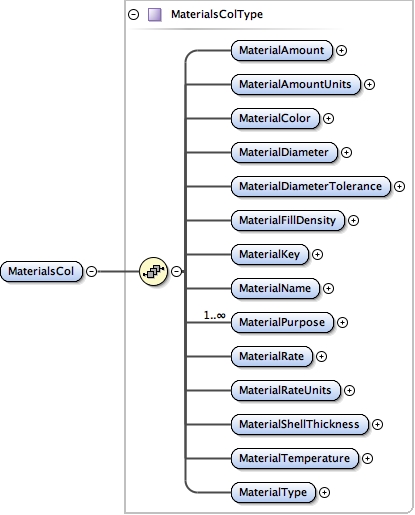 MaterialsColType
MaterialAmount
MaterialAmountUnits
MaterialColor
MaterialDiameter
MaterialDiameterTolerance
MaterialFillDensity
MaterialKey
MaterialsCol
MaterialName
1..∞
MaterialPurpose
MaterialRate
MaterialRateUnits
MaterialShellThickness
MaterialTemperature
MaterialType